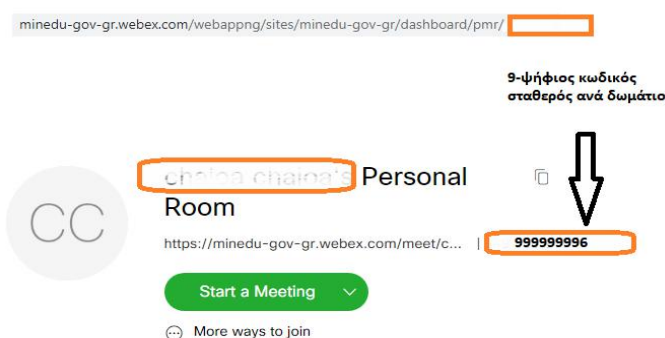 minedu-gov-gr.webex.com/webappng/sites/minedu-gov-gr/dashboard/pmr/
9-ψήφιος κωδικός
σταθερός ανά δωμάτιο
CC
Personal
Room
https://minedu-gov-gr.webex.com/meet/c... | 999999996
Start a Meeting
More ways to join